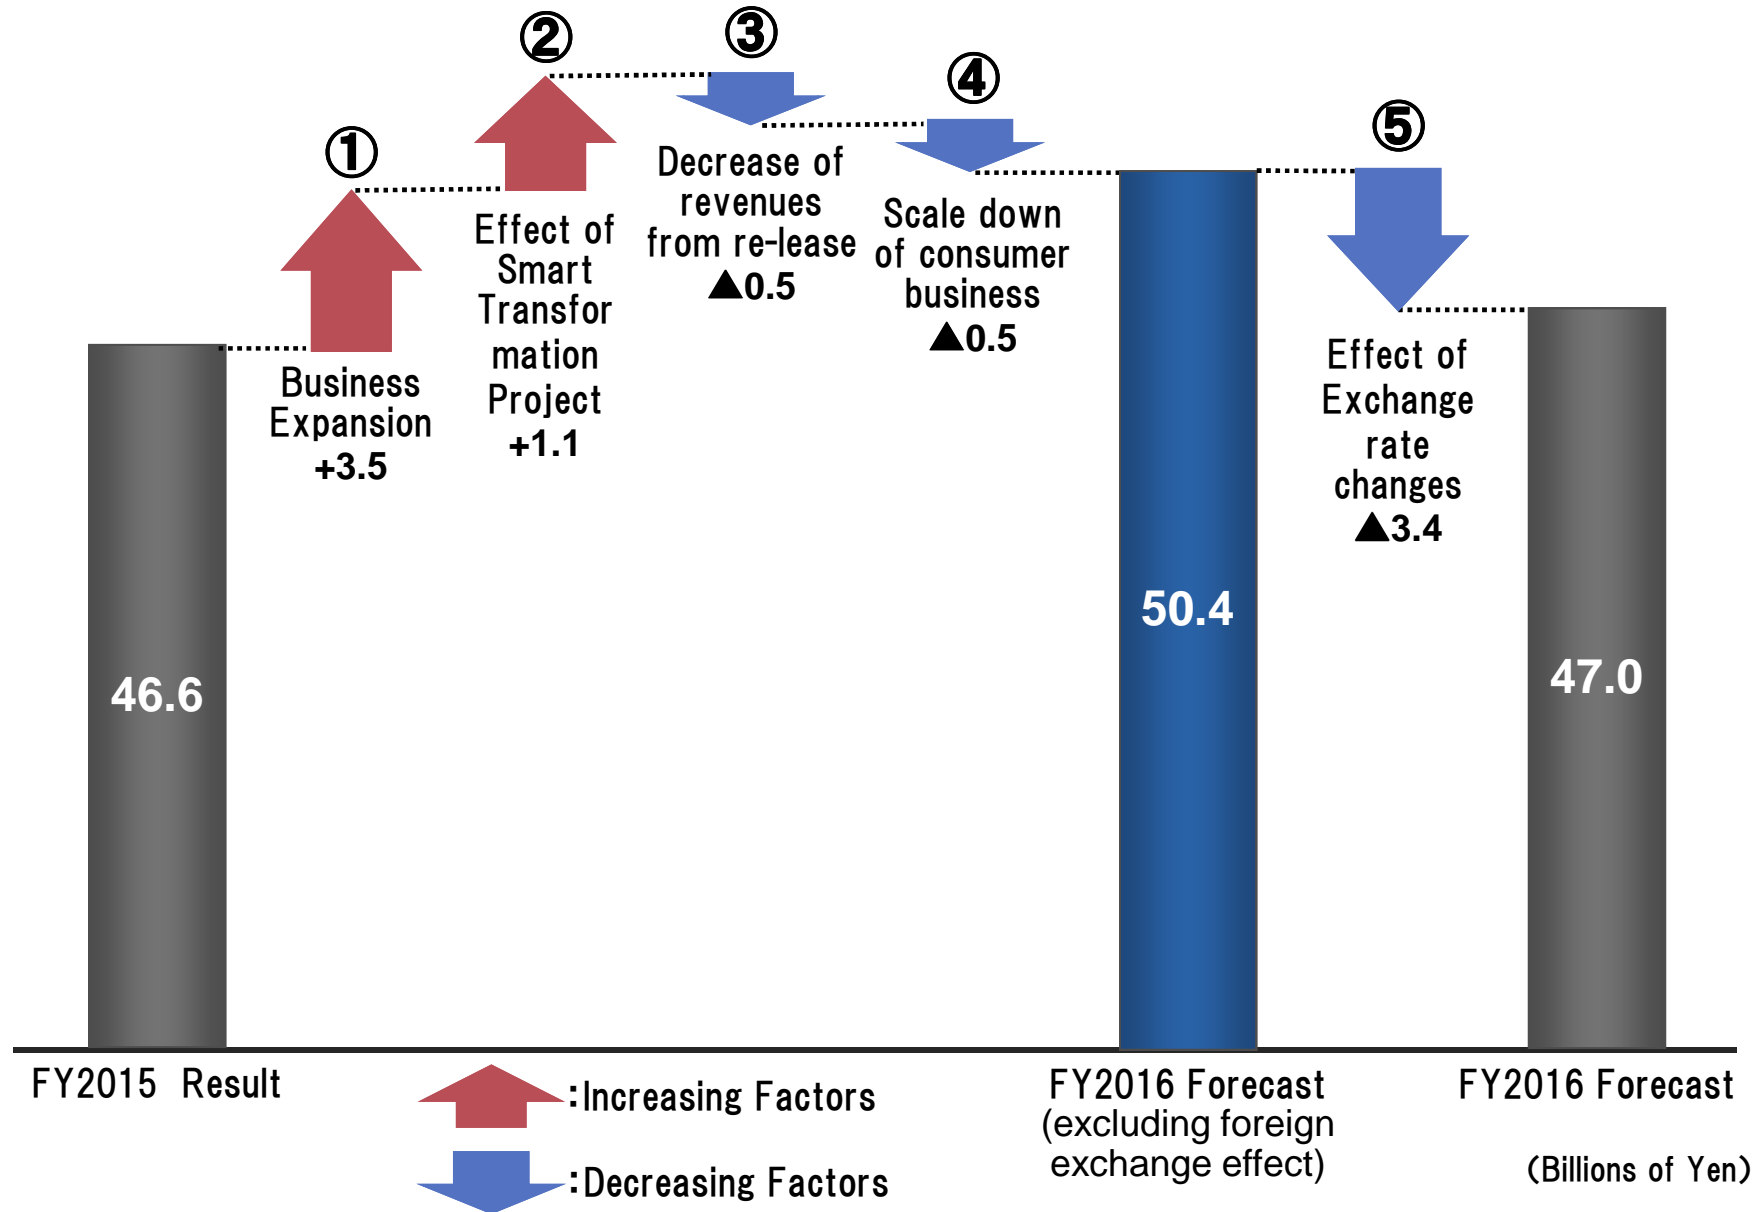 ①
②
③
④
⑤
Business
Expansion
+3.5
Effect of
Smart
Transfor
mation
Project
+1.1
Decrease of
revenues
from re-lease
▲0.5
Scale down
of consumer
business
▲0.5
Effect of
Exchange
rate
changes
▲3.4
46.6
50.4
47.0
FY2015 Result
FY2016 Forecast
(excluding foreign
exchange effect)
FY2016 Forecast
:Increasing Factors
:Decreasing Factors
(Billions of Yen)